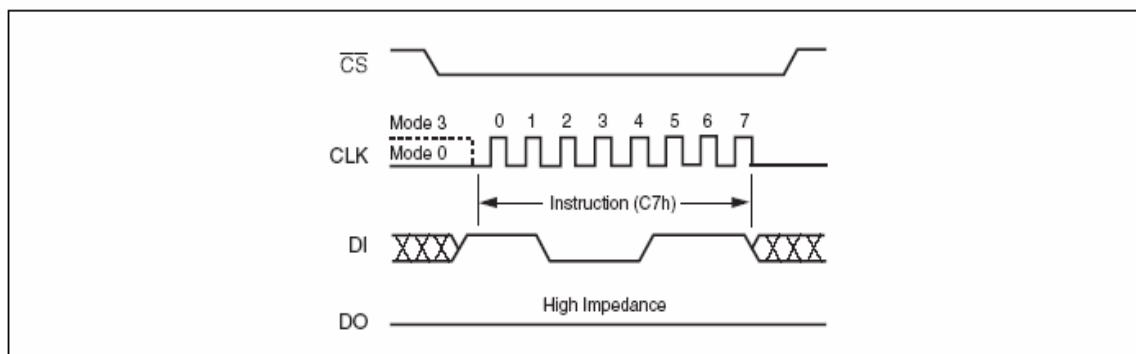 CS
Mode 3
0 1 2 3 4 5 6 7
CLK
Mode 0
Instruction (C7h)
DI
High Impedance
DO